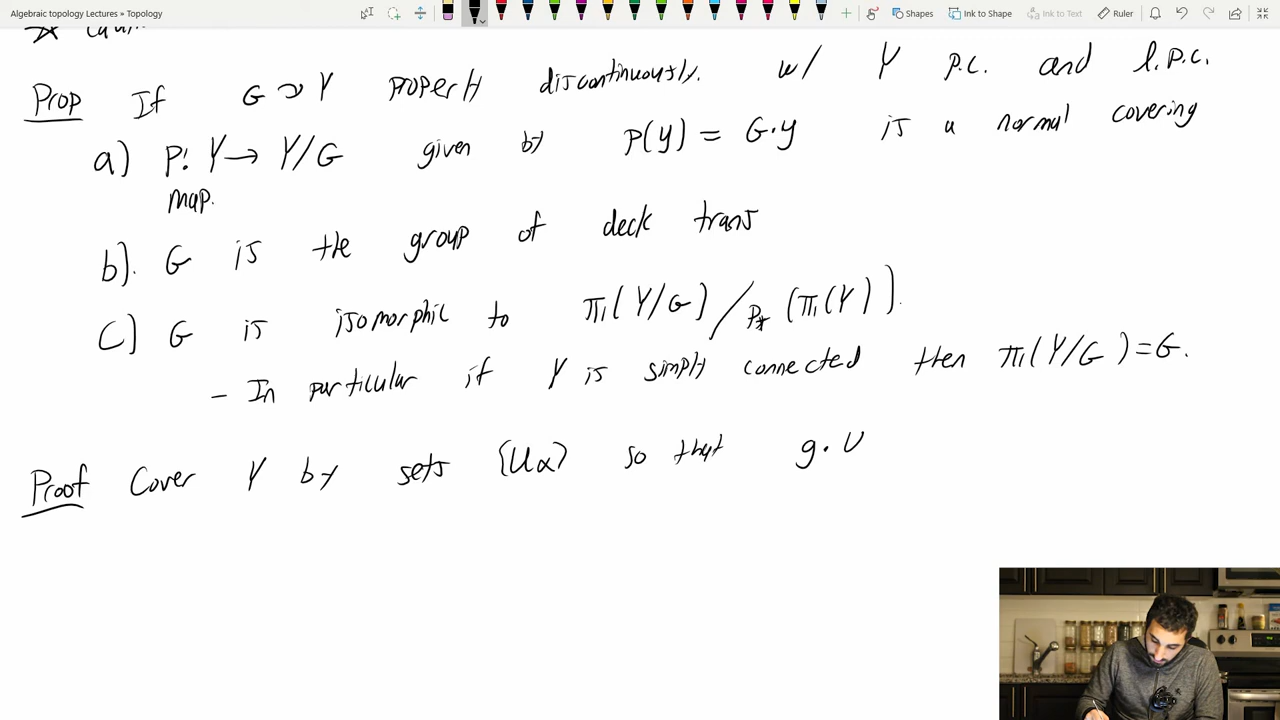 Algebraic topology Lectures » Topology
Shapes Ink to Shape Ink to Text Ruler
Prop If G ↷ Y properly discontinuously. w/ Y p.c. and l.p.c.
a) p: Y → Y/G given by p(y) = G·y is a normal covering
map.
b). G is the group of deck trans
c) G is isomorphic to π₁(Y/G) / p⁎(π₁(Y)).
- In particular if Y is simply connected then π₁(Y/G) = G.
Proof Cover Y by sets {Uα} so that g·U